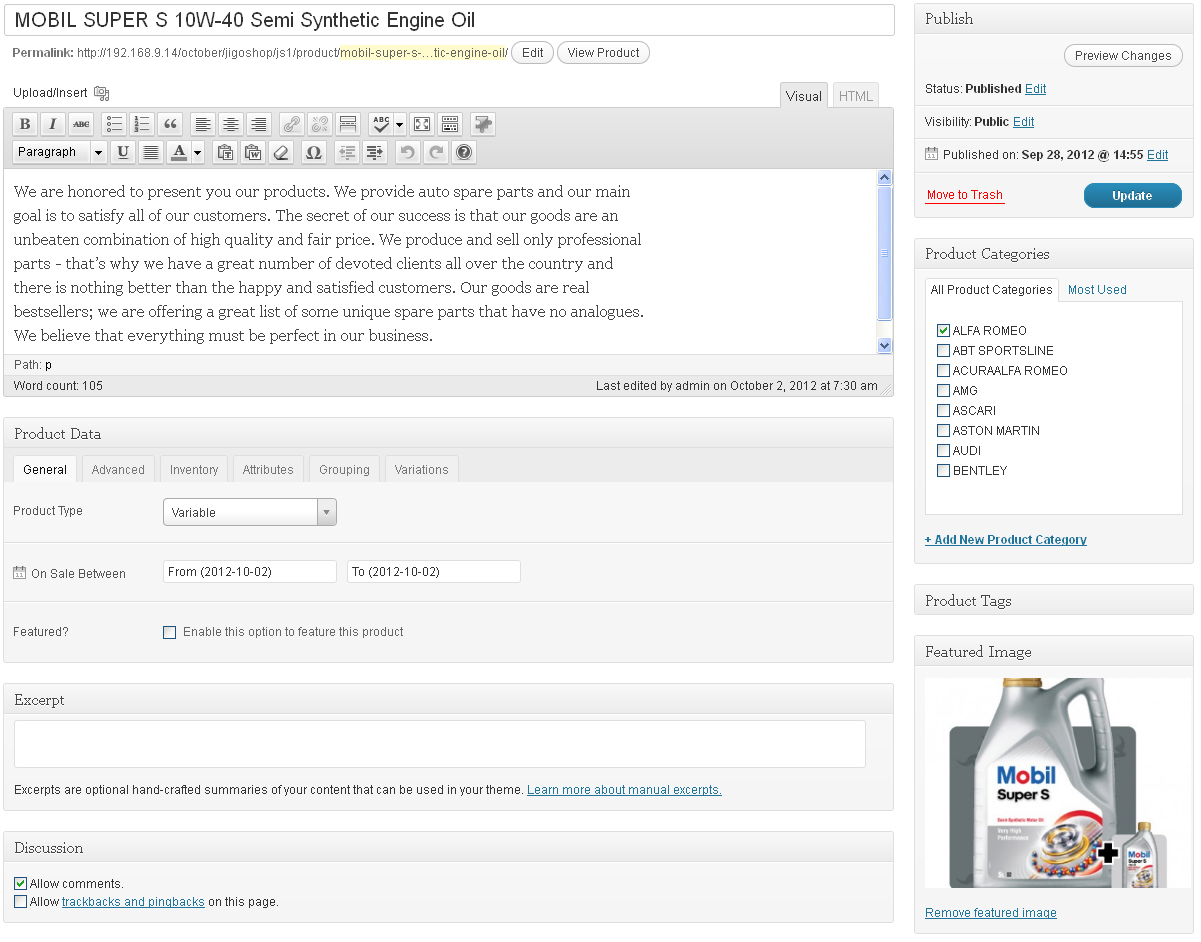 MOBIL SUPER S 10W-40 Semi Synthetic Engine Oil
Permalink: http://192.168.9.14/october/jigoshop/js1/product/mobil-super-s-...tic-engine-oil/ Edit View Product
Upload/Insert
Visual HTML
B I ABC ABC
Paragraph U A T W Ω ?
We are honored to present you our products. We provide auto spare parts and our main
goal is to satisfy all of our customers. The secret of our success is that our goods are an
unbeaten combination of high quality and fair price. We produce and sell only professional
parts - that's why we have a great number of devoted clients all over the country and
there is nothing better than the happy and satisfied customers. Our goods are real
bestsellers; we are offering a great list of some unique spare parts that have no analogues.
We believe that everything must be perfect in our business.
Path: p
Word count: 105 Last edited by admin on October 2, 2012 at 7:30 am
Product Data
General Advanced Inventory Attributes Grouping Variations
Product Type Variable
On Sale Between From (2012-10-02) To (2012-10-02)
Featured? Enable this option to feature this product
Excerpt
Excerpts are optional hand-crafted summaries of your content that can be used in your theme. Learn more about manual excerpts.
Discussion
Allow comments.
Allow trackbacks and pingbacks on this page.
Publish
Preview Changes
Status: Published Edit
Visibility: Public Edit
Published on: Sep 28, 2012 @ 14:55 Edit
Move to Trash Update
Product Categories
All Product Categories Most Used
ALFA ROMEO
ABT SPORTSLINE
ACURAALFA ROMEO
AMG
ASCARI
ASTON MARTIN
AUDI
BENTLEY
+ Add New Product Category
Product Tags
Featured Image
Mobil
Super S
Semi Synthetic Motor Oil
Very High
Performance
Mobil
Super S
Remove featured image